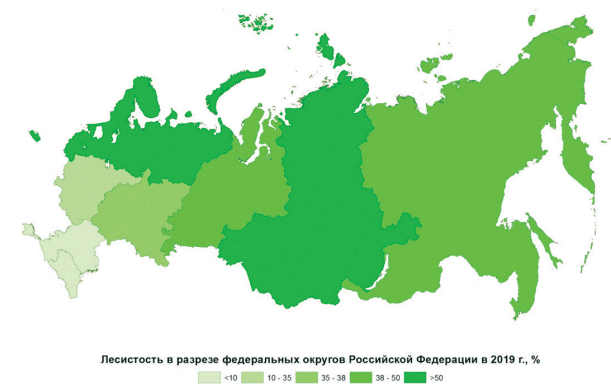 Лесистость в разрезе федеральных округов Российской Федерации в 2019 г., %
<10 10 - 35 35 - 38 38 - 50 >50